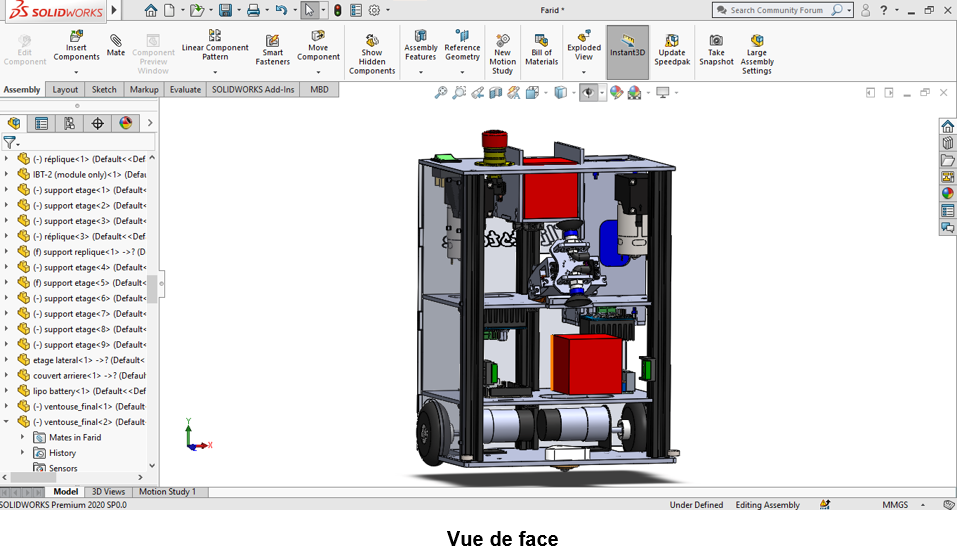 SOLIDWORKS
Farid *
Search Community Forum
Edit Component
Insert Components
Mate
Component Preview Window
Linear Component Pattern
Smart Fasteners
Move Component
Show Hidden Components
Assembly Features
Reference Geometry
New Motion Study
Bill of Materials
Exploded View
Instant3D
Update Speedpak
Take Snapshot
Large Assembly Settings
Assembly
Layout
Sketch
Markup
Evaluate
SOLIDWORKS Add-Ins
MBD
(-) réplique<1> (Default<<Def
IBT-2 (module only)<1> (Defau
(-) support etage<1> (Default<
(-) support etage<2> (Default<
(-) support etage<3> (Default<
(-) réplique<3> (Default<<Def
(f) support replique<1> ->? (D
(-) support etage<4> (Default<
(f) support etage<5> (Default<
(-) support etage<6> (Default<
(-) support etage<7> (Default<
(-) support etage<8> (Default<
(-) support etage<9> (Default<
etage lateral<1> ->? (Default<
couvert arriere<1> ->? (Default
lipo battery<1> (Default<<Def
(-) ventouse_final<1> (Default
(-) ventouse_final<2> (Default
Mates in Farid
History
Sensors
Y
X
Model
3D Views
Motion Study 1
SOLIDWORKS Premium 2020 SP0.0
Under Defined
Editing Assembly
MMGS
Vue de face